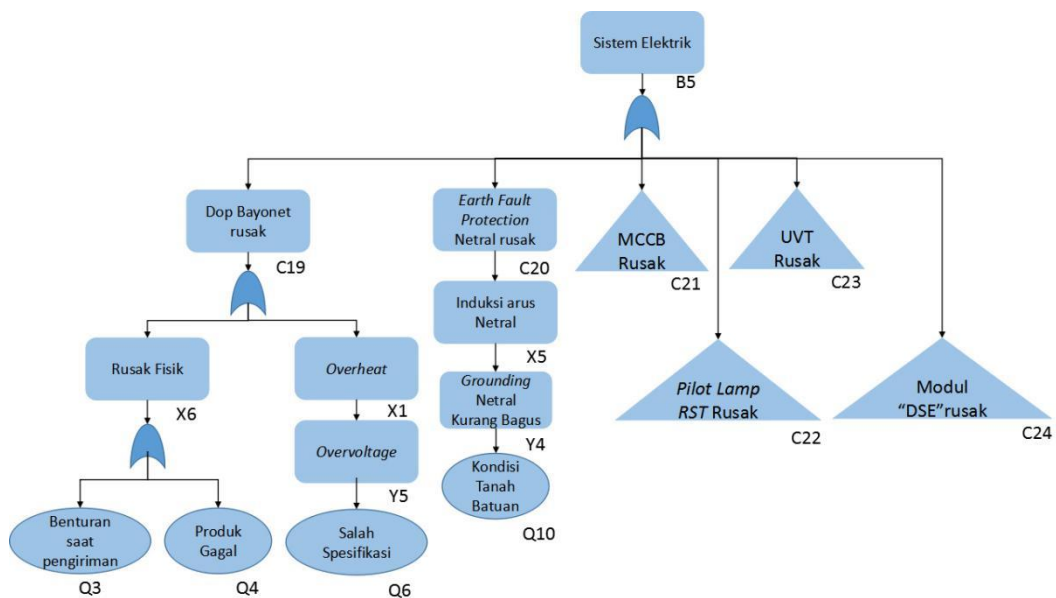 Sistem Elektrik
B5
Dop Bayonet
rusak
C19
Earth Fault
Protection
Netral rusak
C20
MCCB
Rusak
C21
UVT
Rusak
C23
Induksi arus
Netral
X5
Rusak Fisik
X6
Overheat
X1
Grounding
Netral
Kurang Bagus
Y4
Pilot Lamp
RST Rusak
C22
Modul
“DSE”rusak
C24
Overvoltage
Y5
Kondisi
Tanah
Batuan
Q10
Benturan
saat
pengiriman
Q3
Produk
Gagal
Q4
Salah
Spesifikasi
Q6